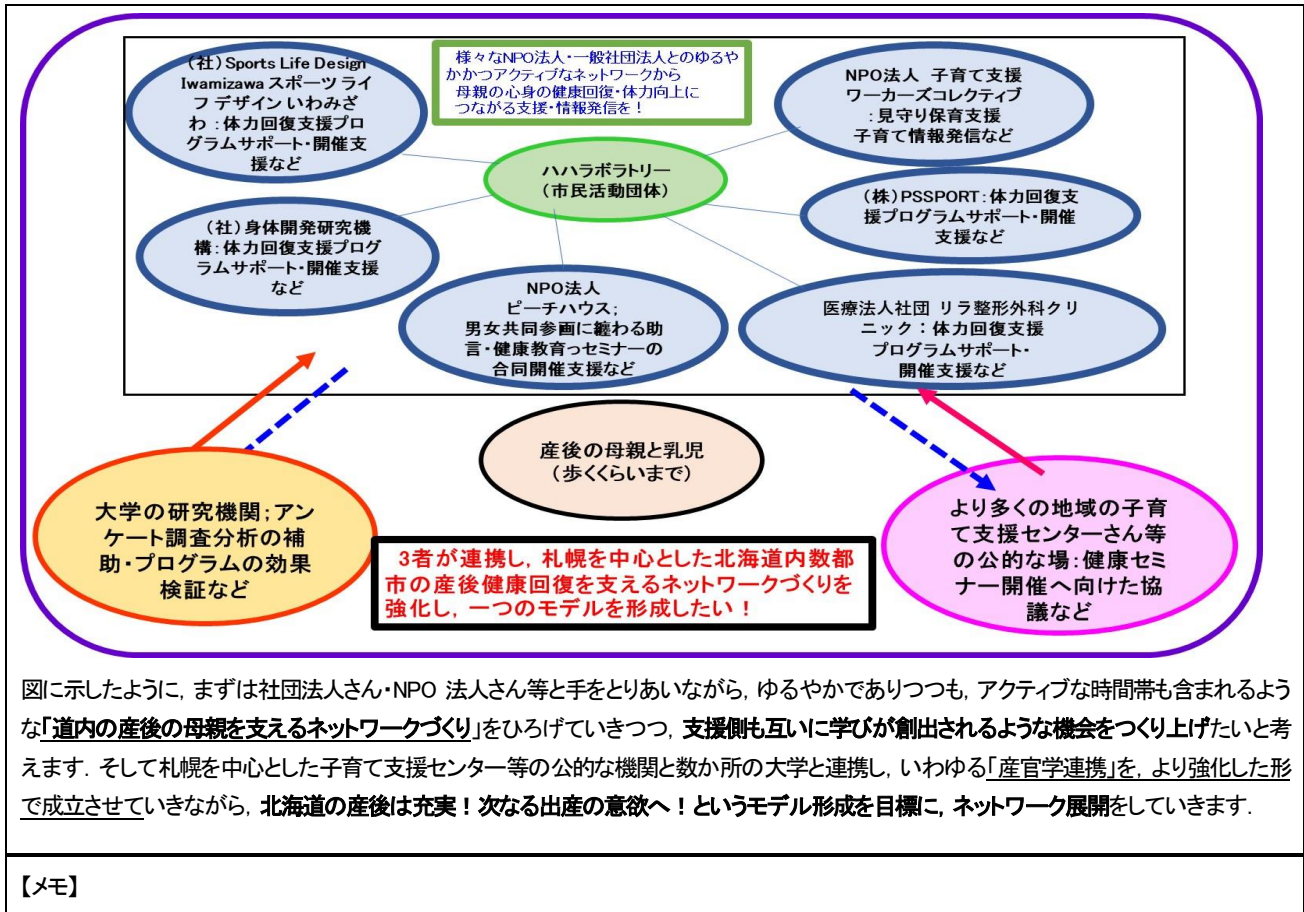 (社)Sports Life Design
Iwamizawa スポーツ ライ
フ デザイン いわみざ
わ :体力回復支援プロ
グラムサポート・開催支
援など
様々なNPO法人・一般社団法人とのゆるや
かかつアクティブなネットワークから
母親の心身の健康回復・体力向上に
つながる支援・情報発信を!
NPO法人 子育て支援
ワーカーズコレクティブ
:見守り保育支援
子育て情報発信など
ハハラボラトリー
(市民活動団体)
(社)身体開発研究機
構:体力回復支援プログ
ラムサポート・開催支援
など
(株)PSSPORT:体力回復支
援プログラムサポート・開催
支援など
NPO法人
ピーチハウス;
男女共同参画に纏わる助
言・健康教育っセミナーの
合同開催支援など
医療法人社団 リラ整形外科クリ
ニック:体力回復支援
プログラムサポート・
開催支援など
産後の母親と乳児
(歩くくらいまで)
大学の研究機関;アン
ケート調査分析の補
助・プログラムの効果
検証など
3者が連携し,札幌を中心とした北海道内数都
市の産後健康回復を支えるネットワークづくりを
強化し,一つのモデルを形成したい!
より多くの地域の子育
て支援センターさん等
の公的な場:健康セミ
ナー開催へ向けた協
議など
図に示したように,まずは社団法人さん・NPO 法人さん等と手をとりあいながら,ゆるやかでありつつも,アクティブな時間帯も含まれるよう
な「道内の産後の母親を支えるネットワークづくり」をひろげていきつつ,支援側も互いに学びが創出されるような機会をつくり上げたいと考
えます.そして札幌を中心とした子育て支援センター等の公的な機関と数か所の大学と連携し,いわゆる「産官学連携」を,より強化した形
で成立させていきながら,北海道の産後は充実!次なる出産の意欲へ!というモデル形成を目標に,ネットワーク展開をしていきます.
【メモ】